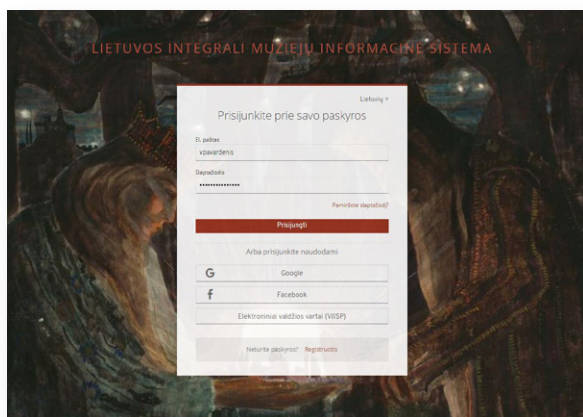 LIETUVOS INTEGRALI MUZIEJŲ INFORMACINĖ SISTEMA
Lietuvių
Prisijunkite prie savo paskyros
El. paštas
vpavardenis
Slaptažodis
Pamiršote slaptažodį?
Prisijungti
Arba prisijunkite naudodami
Google
Facebook
Elektroniniai valdžios vartai (VIISP)
Neturite paskyros? Registruotis